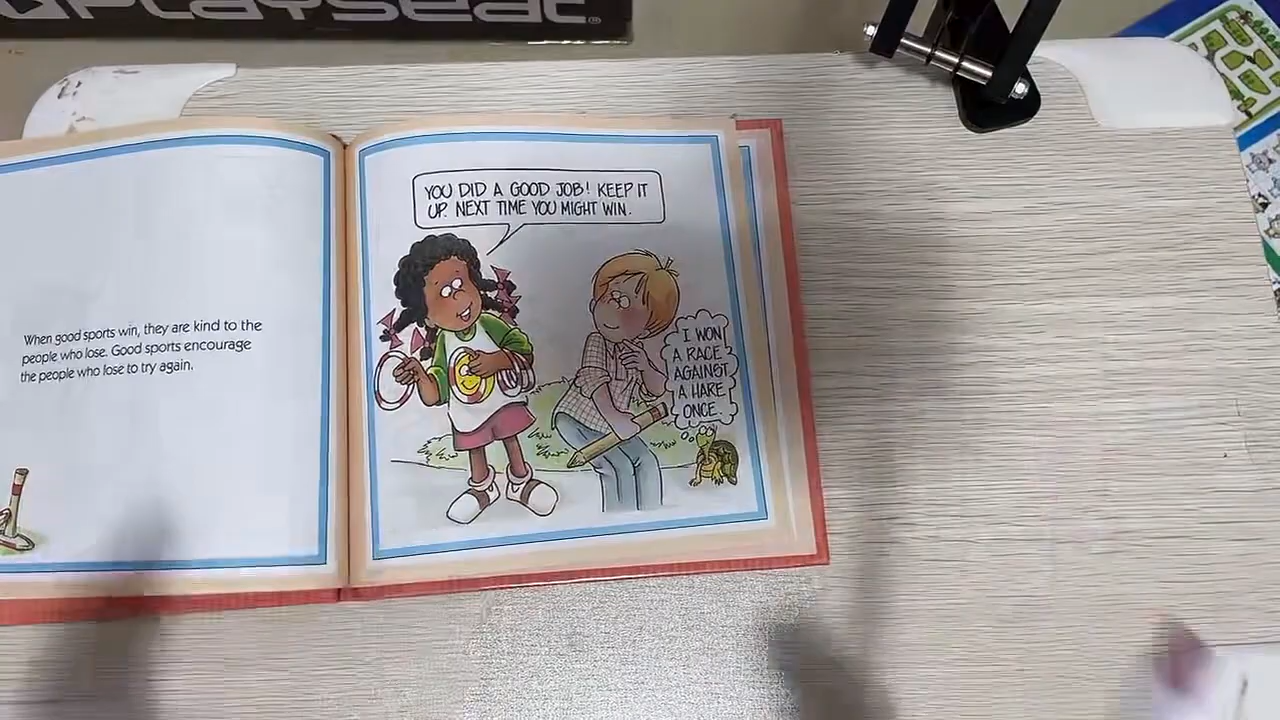 PLAYSEAT®
When good sports win, they are kind to the
people who lose. Good sports encourage
the people who lose to try again.
YOU DID A GOOD JOB! KEEP IT
UP. NEXT TIME YOU MIGHT WIN.
I WON
A RACE
AGAINST
A HARE
ONCE.